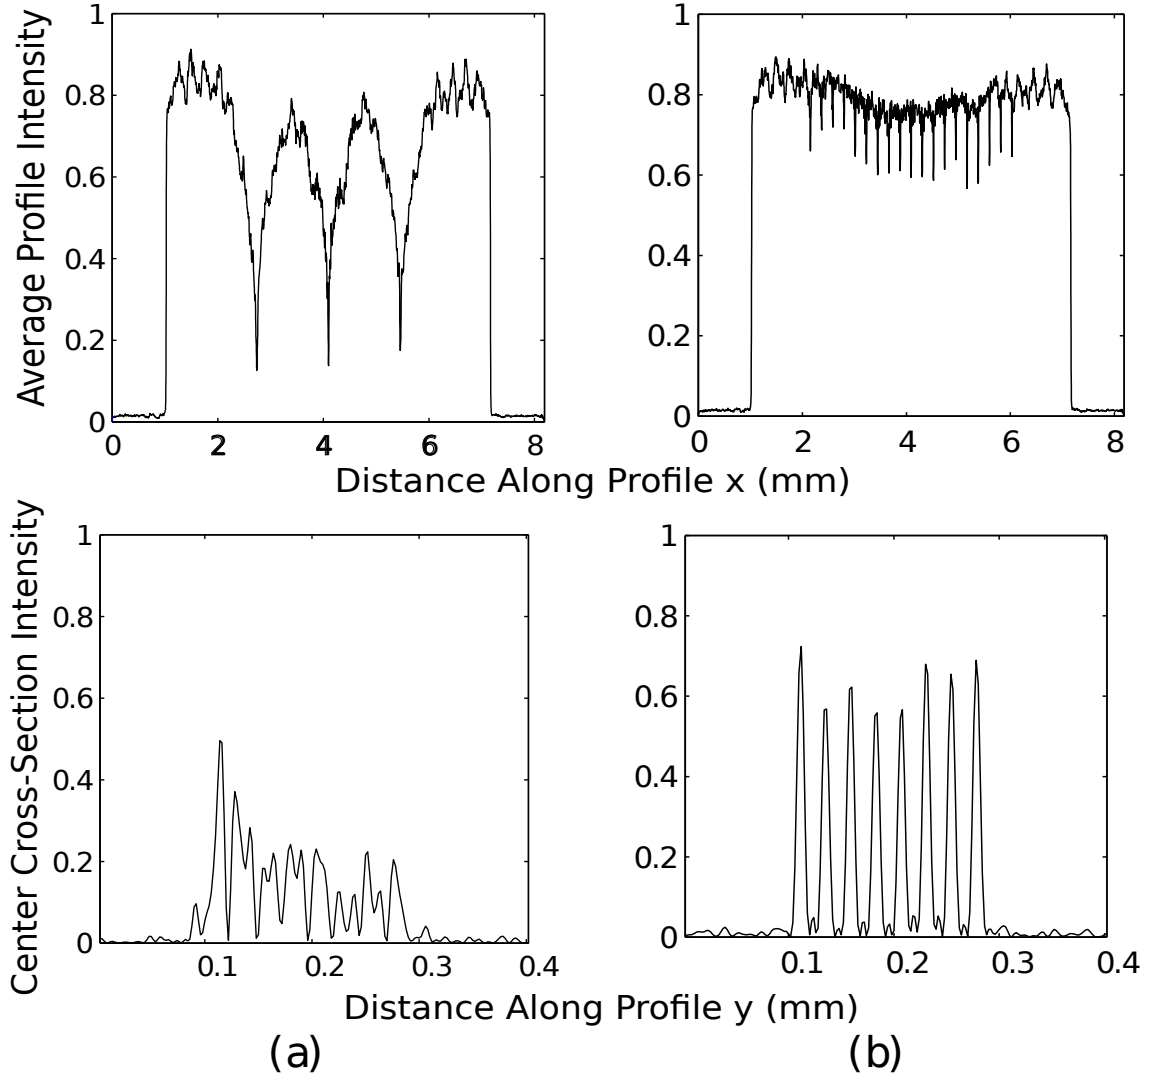 Average Profile Intensity
1
0.8
0.6
0.4
0.2
0
0 2 4 6 8
1
0.8
0.6
0.4
0.2
0
0 2 4 6 8
Distance Along Profile x (mm)
Center Cross-Section Intensity
1
0.8
0.6
0.4
0.2
0
0.1 0.2 0.3 0.4
1
0.8
0.6
0.4
0.2
0
0.1 0.2 0.3 0.4
Distance Along Profile y (mm)
(a) (b)